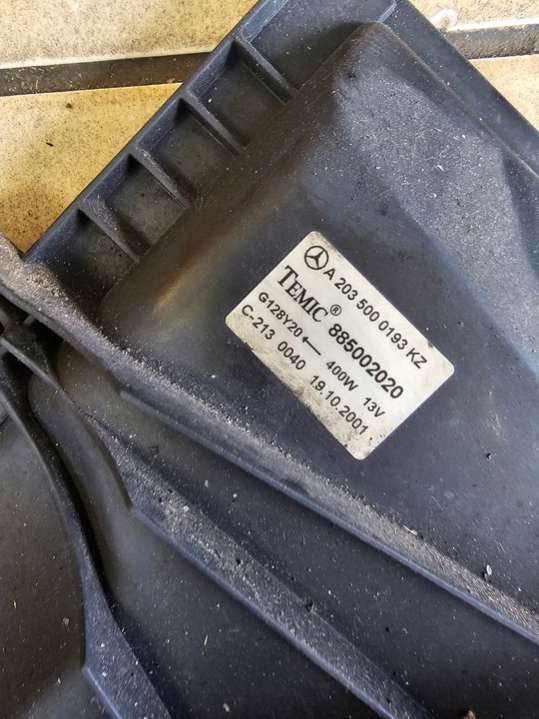 A 203 500 0193 KZ
TEMIC® 885002020
G128Y20 ← 400W 13V
C-213 0040 19.10.2001